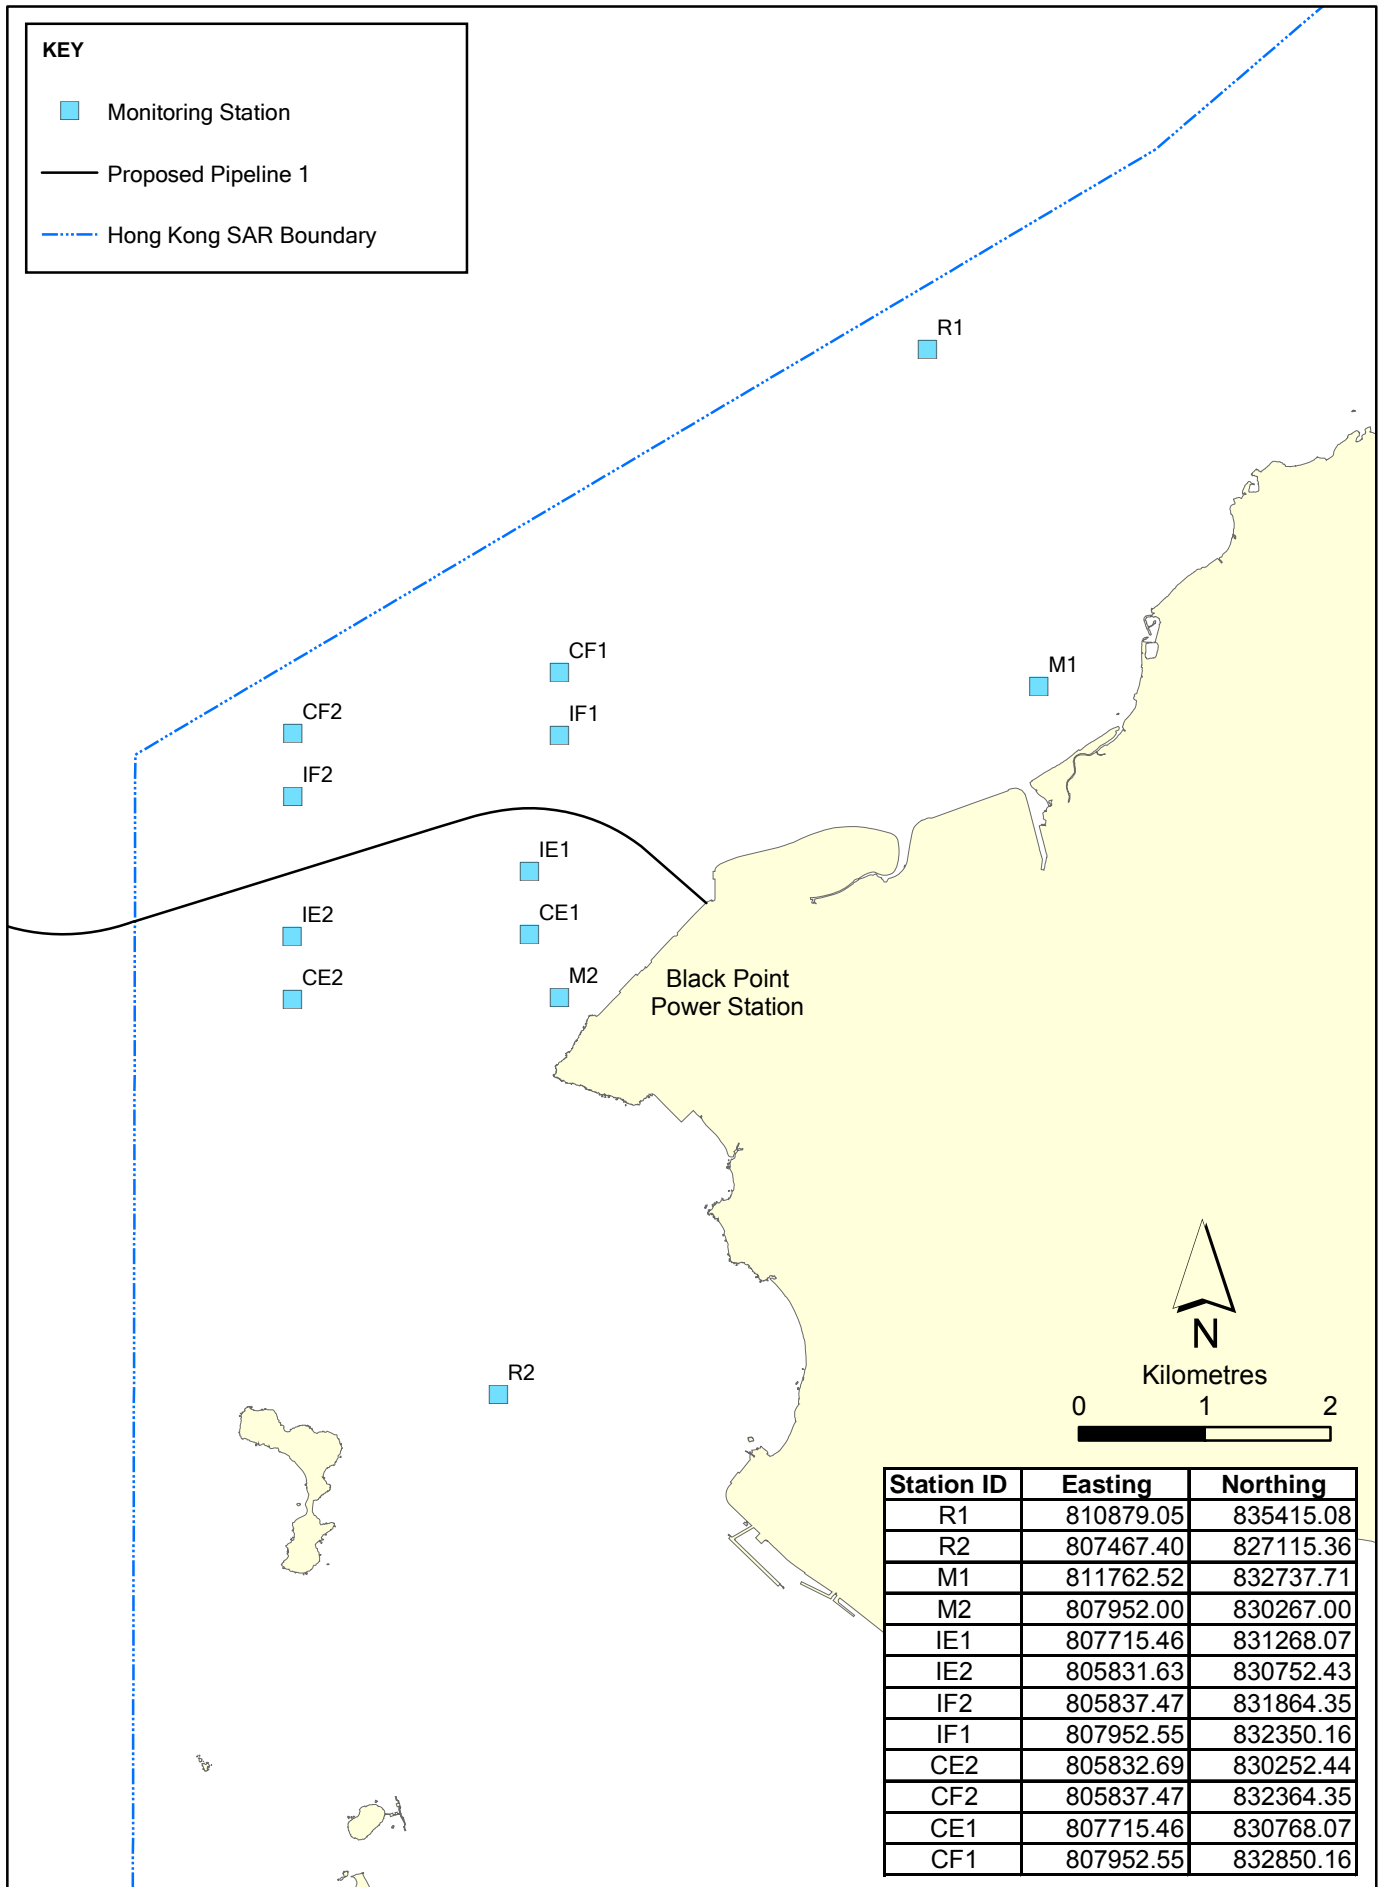 KEY
Monitoring Station
Proposed Pipeline 1
Hong Kong SAR Boundary
R1
CF1
M1
CF2
IF1
IF2
IE1
IE2
CE1
CE2
M2
Black Point
Power Station
R2
N
Kilometres
0 1 2
Station ID Easting Northing
R1 810879.05 835415.08
R2 807467.40 827115.36
M1 811762.52 832737.71
M2 807952.00 830267.00
IE1 807715.46 831268.07
IE2 805831.63 830752.43
IF2 805837.47 831864.35
IF1 807952.55 832350.16
CE2 805832.69 830252.44
CF2 805837.47 832364.35
CE1 807715.46 830768.07
CF1 807952.55 832850.16